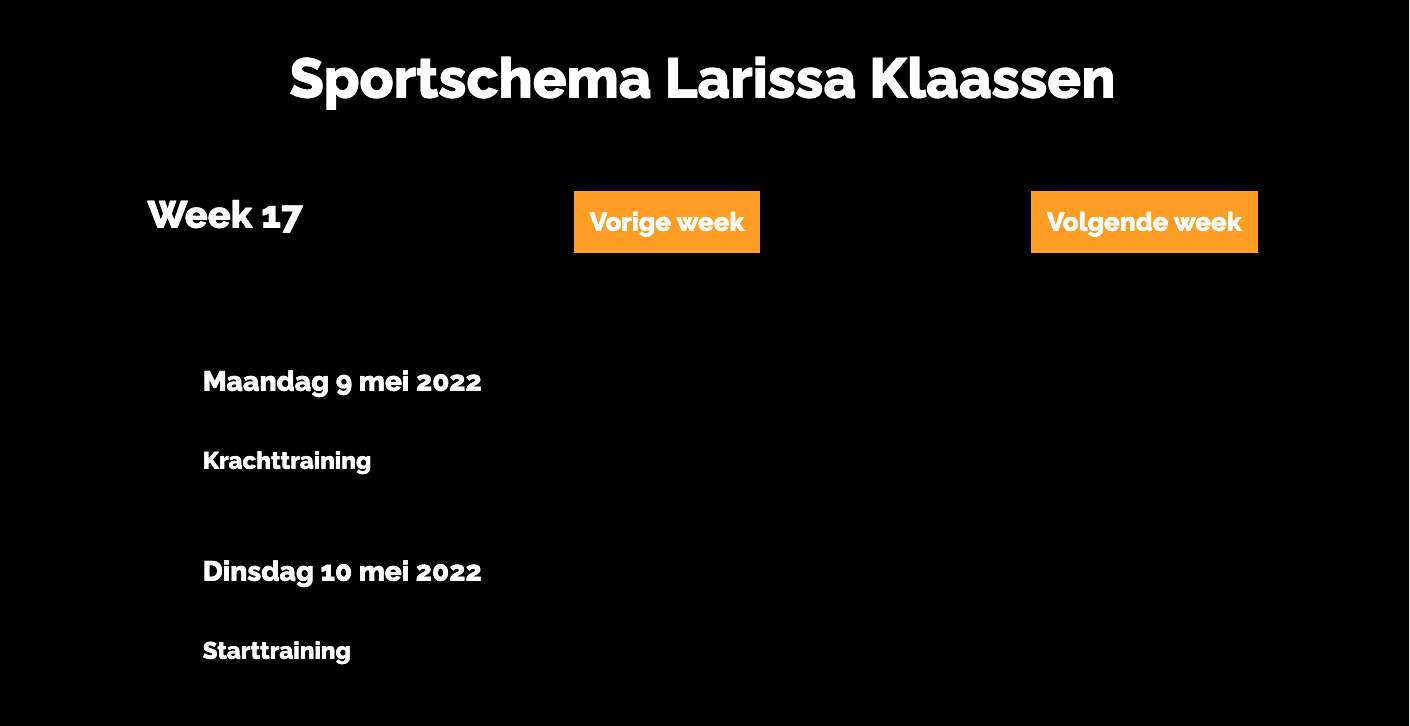 Sportschema Larissa Klaassen
Week 17
Vorige week
Volgende week
Maandag 9 mei 2022
Krachttraining
Dinsdag 10 mei 2022
Starttraining